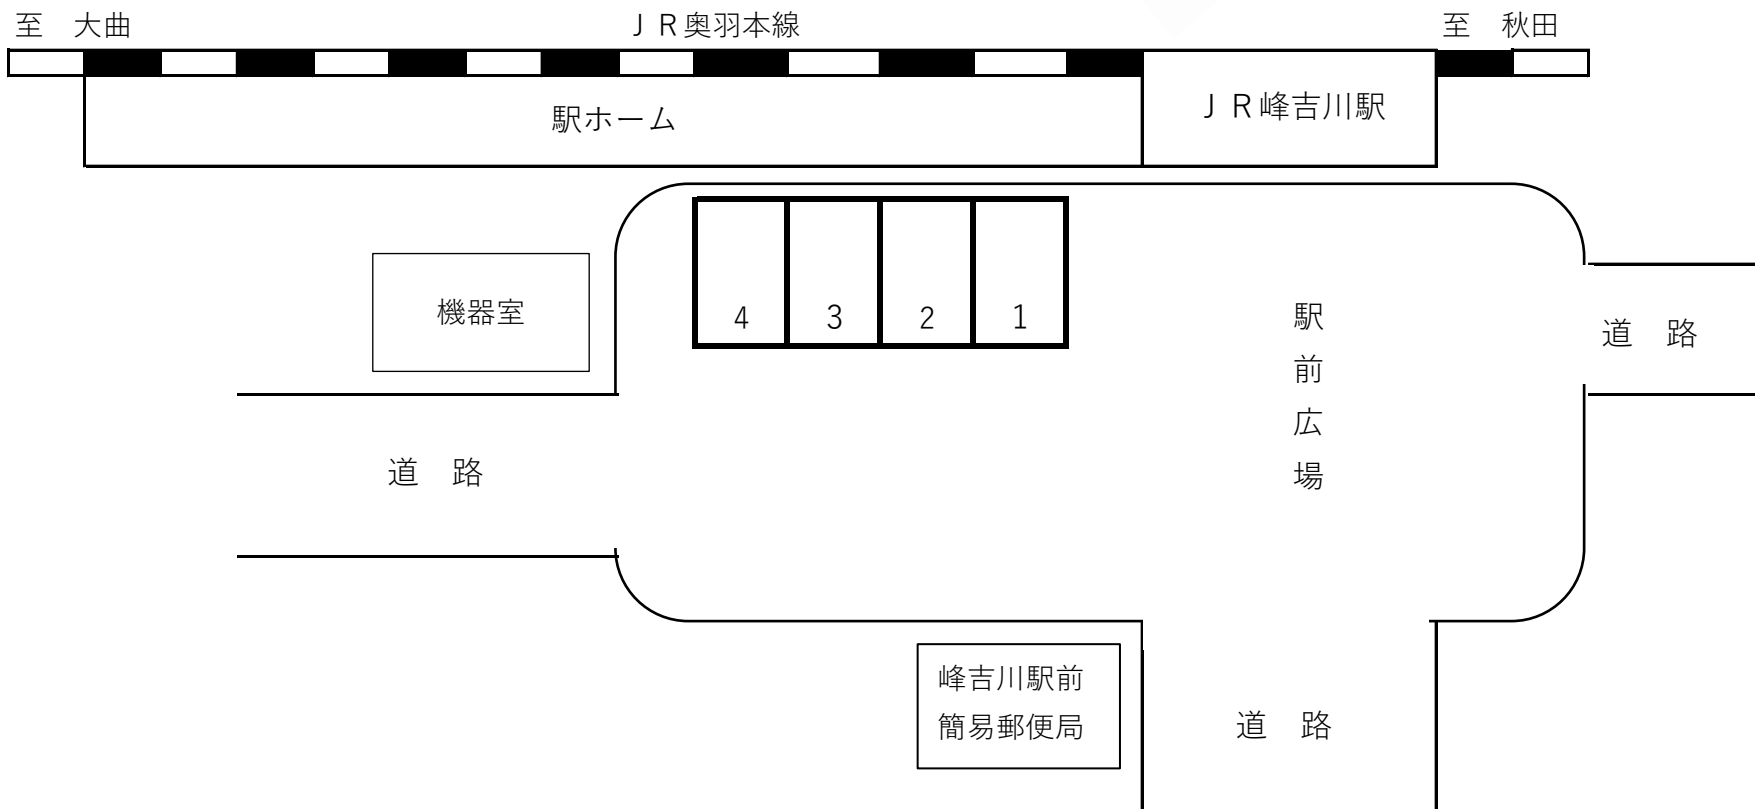 至　大曲
ＪＲ奥羽本線
至　秋田
駅ホーム
ＪＲ峰吉川駅
機器室
4
3
2
1
駅前広場
道　路
道　路
峰吉川駅前
簡易郵便局
道　路